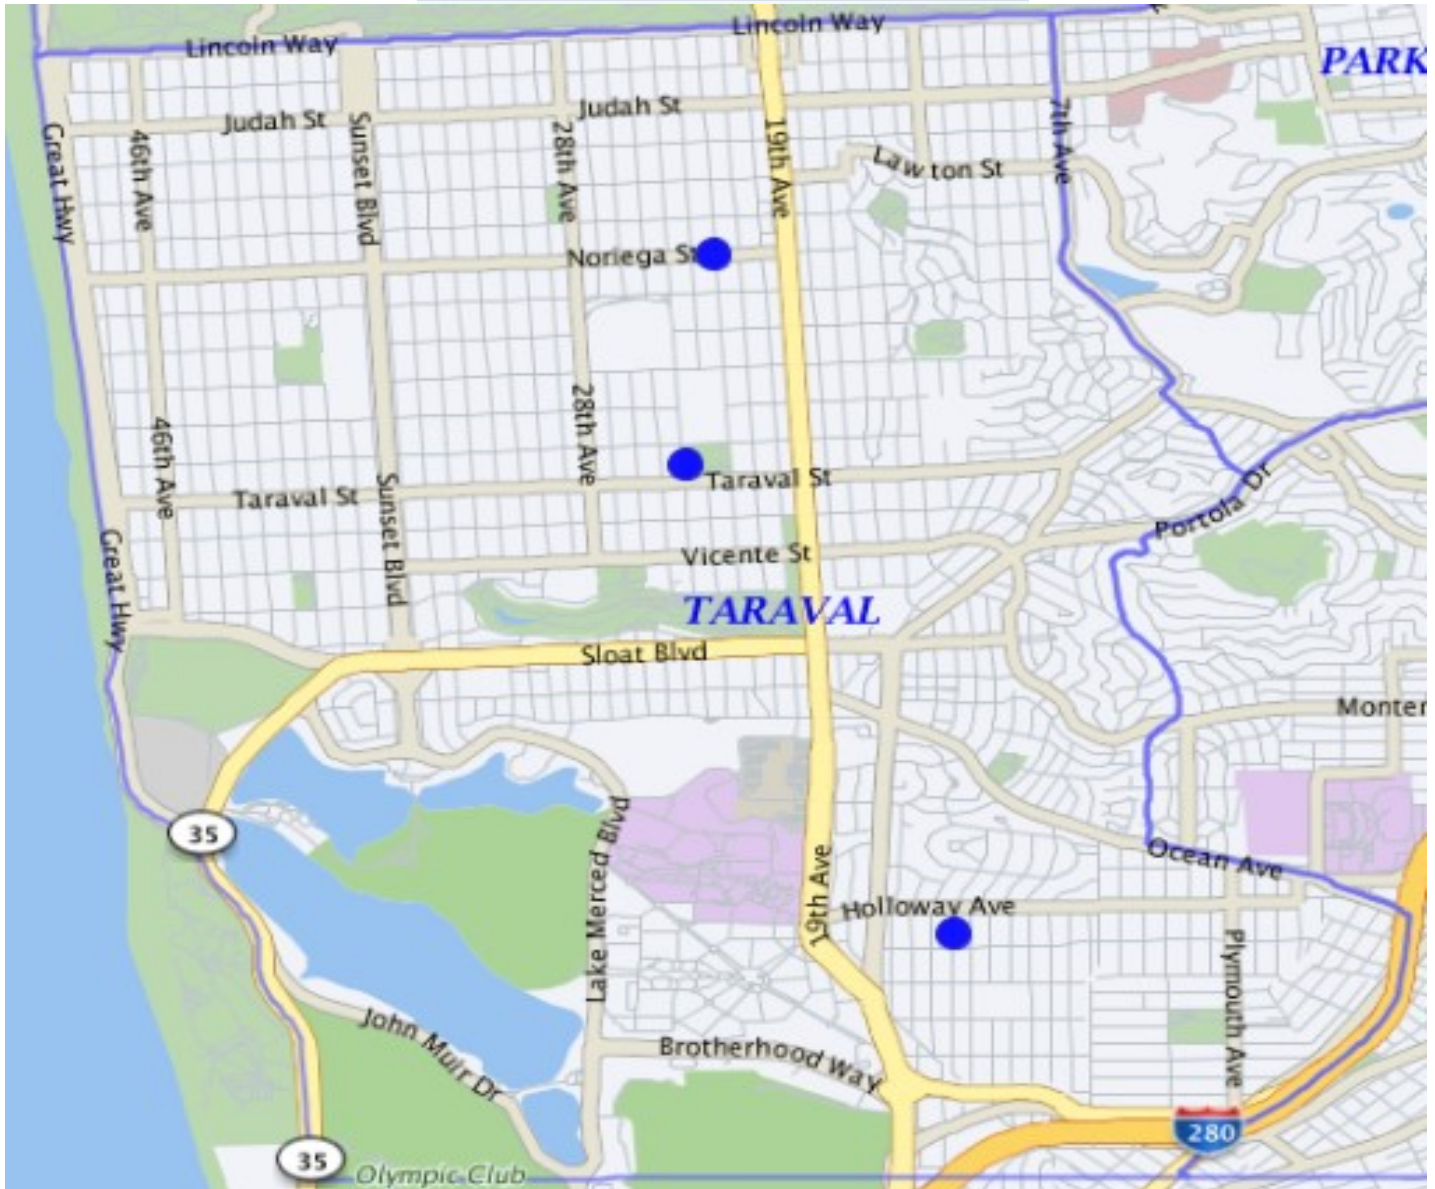 Lincoln Way
Lincoln Way
PARK
Judah St
Judah St
Great Hwy
46th Ave
Sunset Blvd
28th Ave
19th Ave
7th Ave
Lawton St
Noriega St
28th Ave
46th Ave
Taraval St
Sunset Blvd
Taraval St
Portola Dr
Great Hwy
Vicente St
TARAVAL
Sloat Blvd
Monter
35
Lake Merced Blvd
19th Ave
Ocean Ave
Holloway Ave
Plymouth Ave
John Muir Dr
Brotherhood Way
280
35
Olympic Club